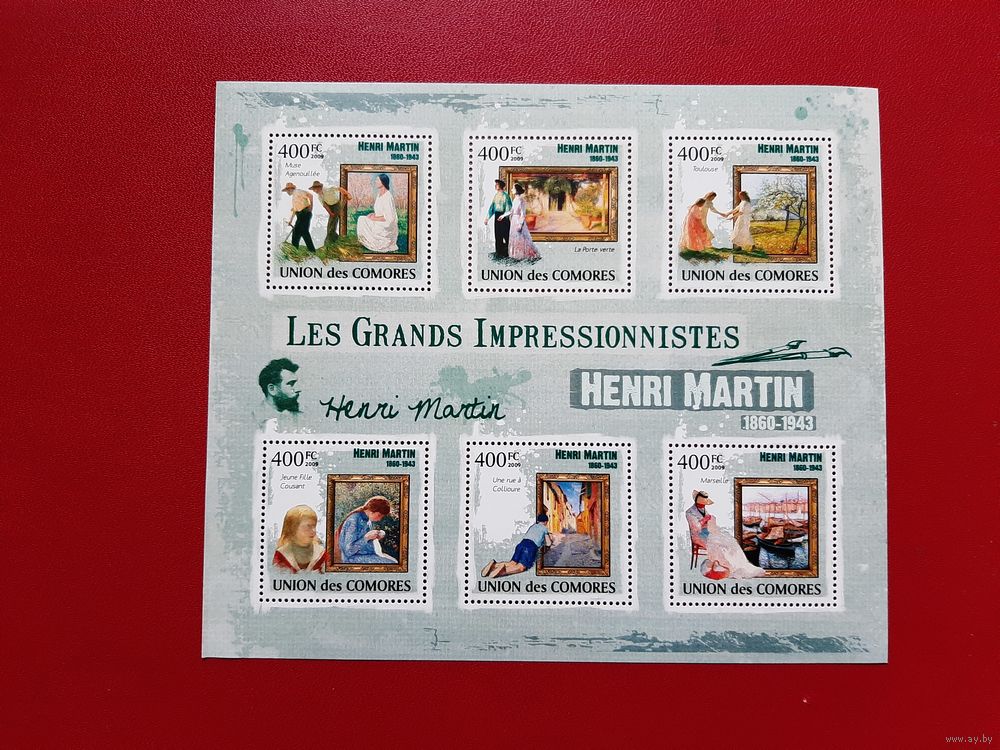 400FC
2009
HENRI MARTIN
1860-1943
Muse
Agenouillée
UNION des COMORES
400FC
2009
HENRI MARTIN
1860-1943
La Porte verte
UNION des COMORES
400FC
2009
HENRI MARTIN
1860-1943
Toulouse
UNION des COMORES
LES GRANDS IMPRESSIONNISTES
Henri Martin
HENRI MARTIN
1860-1943
400FC
2009
HENRI MARTIN
1860-1943
Jeune Fille
Cousant
UNION des COMORES
400FC
2009
HENRI MARTIN
1860-1943
Une rue à
Collioure
UNION des COMORES
400FC
2009
HENRI MARTIN
1860-1943
Marseille
UNION des COMORES
www.ay.by